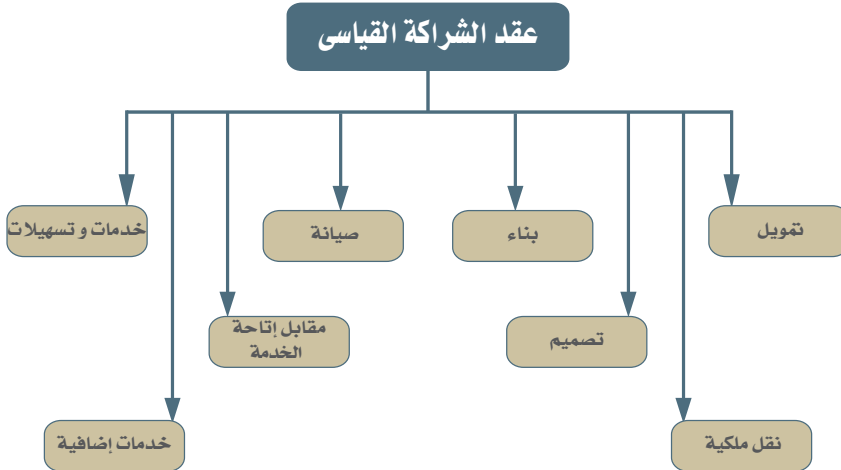 عقد الشراكة القياسى
تمويل
بناء
صيانة
خدمات و تسهيلات
تصميم
مقابل إتاحة
الخدمة
نقل ملكية
خدمات إضافية